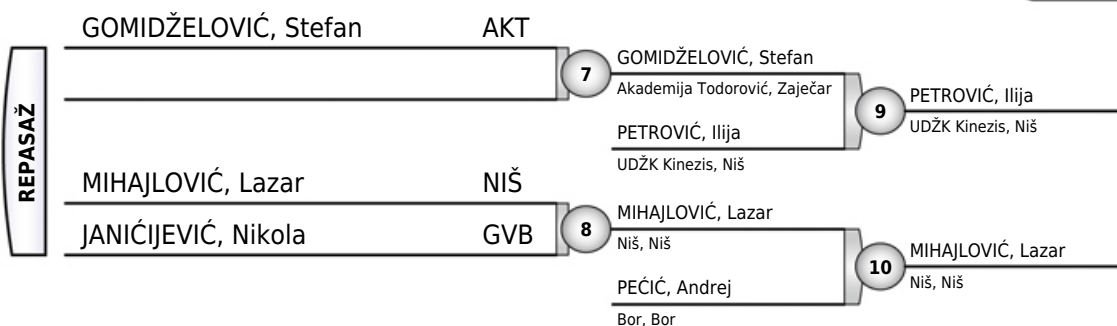 REPASAŽ
GOMIDŽELOVIĆ, Stefan AKT
7
GOMIDŽELOVIĆ, Stefan
Akademija Todorović, Zaječar
PETROVIĆ, Ilija
UDŽK Kinezis, Niš
9
PETROVIĆ, Ilija
UDŽK Kinezis, Niš
MIHAJLOVIĆ, Lazar NIŠ
JANIĆIJEVIĆ, Nikola GVB
8
MIHAJLOVIĆ, Lazar
Niš, Niš
PEĆIĆ, Andrej
Bor, Bor
10
MIHAJLOVIĆ, Lazar
Niš, Niš